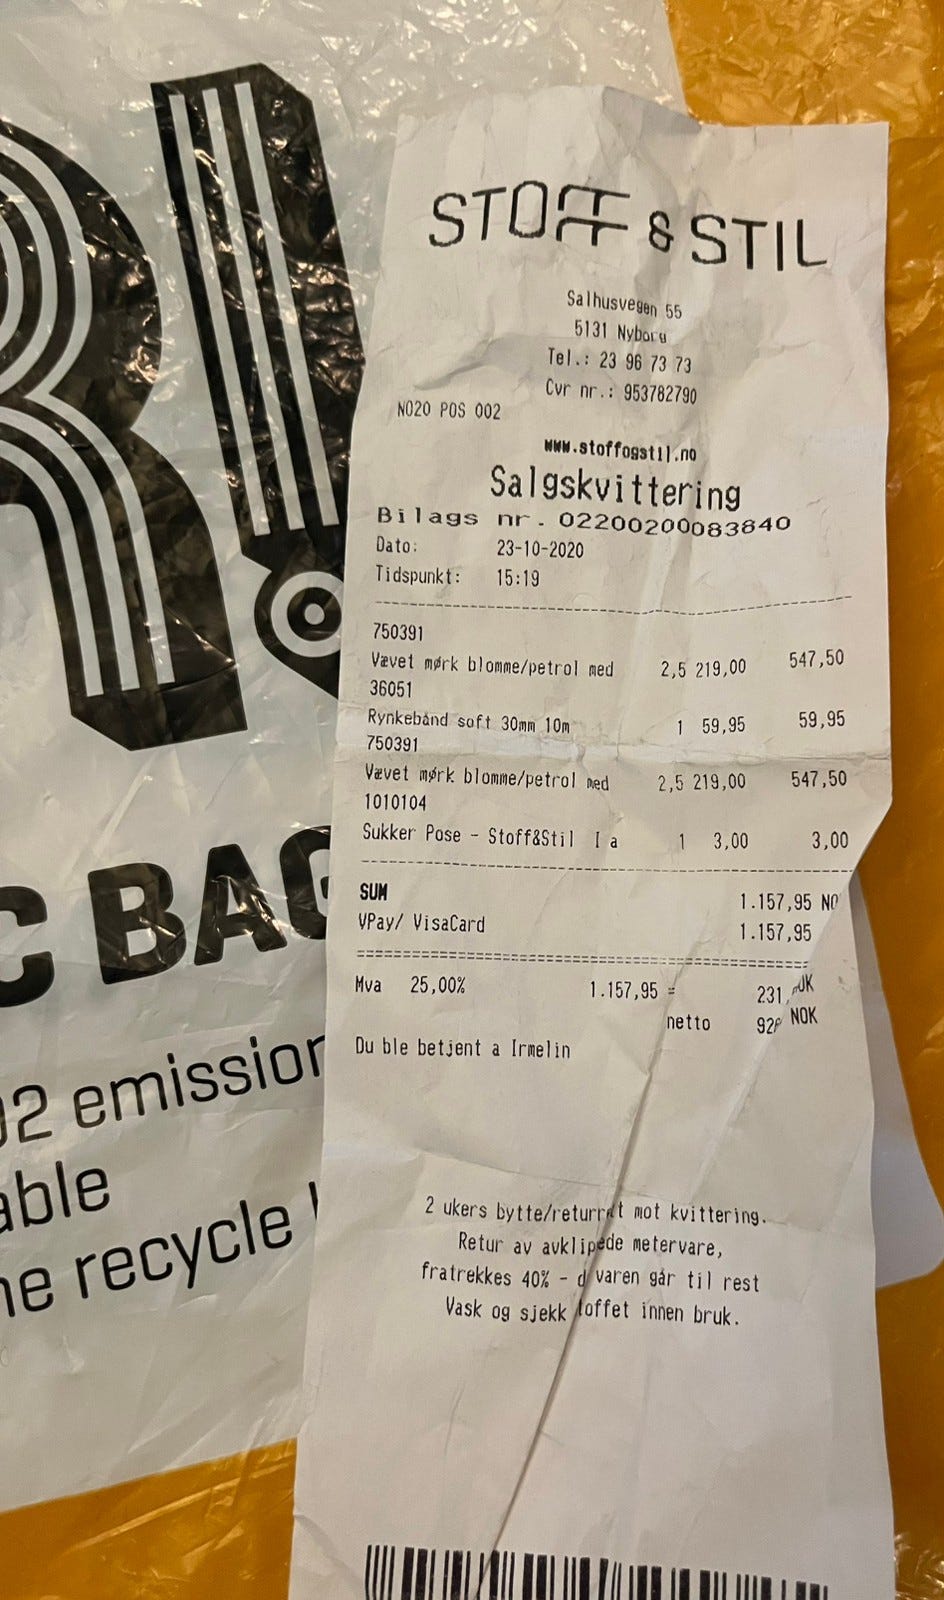 R!
C BAG
O2 emission
able
he recycle
STOFF & STIL
Salhusvegen 55
5131 Nyborg
Tel.: 23 96 73 73
Cvr nr.: 953782790
NO20 POS 002
www.stoffogstil.no
Salgskvittering
Bilags nr. 02200200083840
Dato: 23-10-2020
Tidspunkt: 15:19
750391
Vævet mørk blomme/petrol med 2,5 219,00 547,50
36051
Rynkebånd soft 30mm 10m 1 59,95 59,95
750391
Vævet mørk blomme/petrol med 2,5 219,00 547,50
1010104
Sukker Pose - Stoff&Stil I a 1 3,00 3,00
SUM 1.157,95 NO
VPay/ VisaCard 1.157,95
Mva 25,00% 1.157,95 = 231,
netto NOK
Du ble betjent a Irmelin
2 ukers bytte/returrett mot kvittering.
Retur av avklipede metervare,
fratrekkes 40% - d varen går til rest
Vask og sjekk toffet innen bruk.